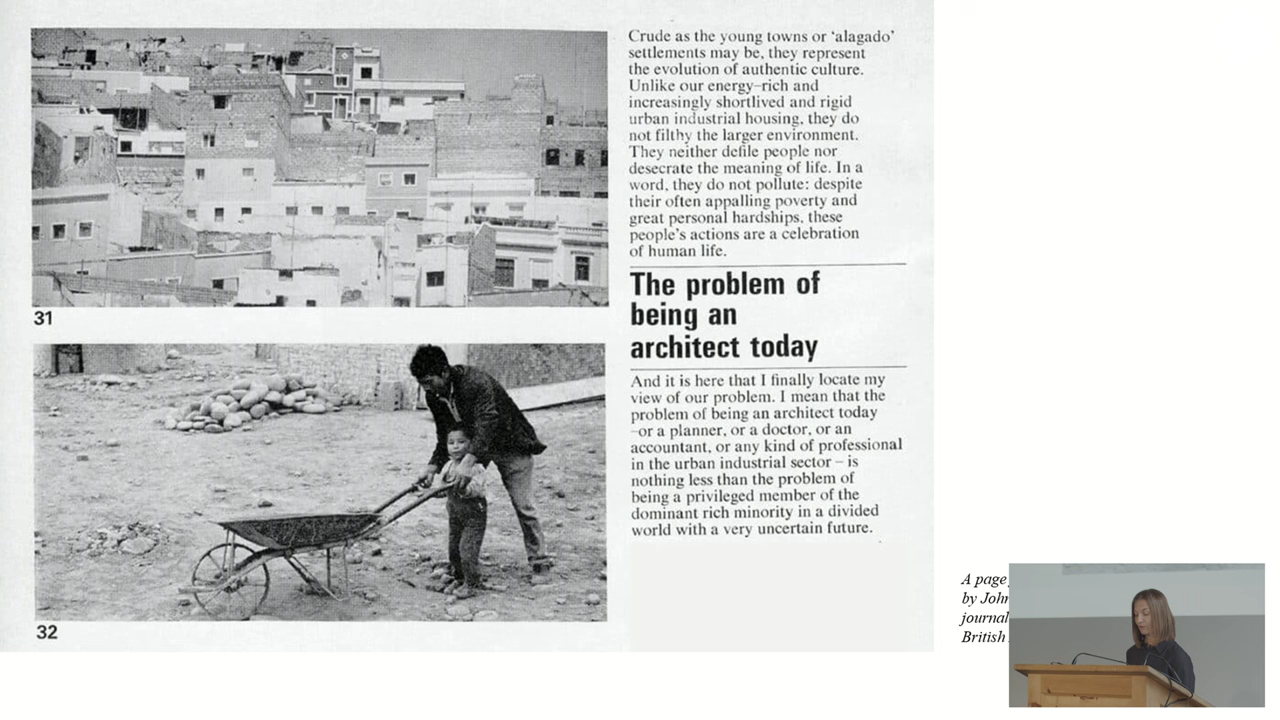 31
32
Crude as the young towns or ‘alagado’
settlements may be, they represent
the evolution of authentic culture.
Unlike our energy–rich and
increasingly shortlived and rigid
urban industrial housing, they do
not filthy the larger environment.
They neither defile people nor
desecrate the meaning of life. In a
word, they do not pollute: despite
their often appalling poverty and
great personal hardships, these
people’s actions are a celebration
of human life.
The problem of
being an
architect today
And it is here that I finally locate my
view of our problem. I mean that the
problem of being an architect today
–or a planner, or a doctor, or an
accountant, or any kind of professional
in the urban industrial sector – is
nothing less than the problem of
being a privileged member of the
dominant rich minority in a divided
world with a very uncertain future.
A page
by John
journal
British